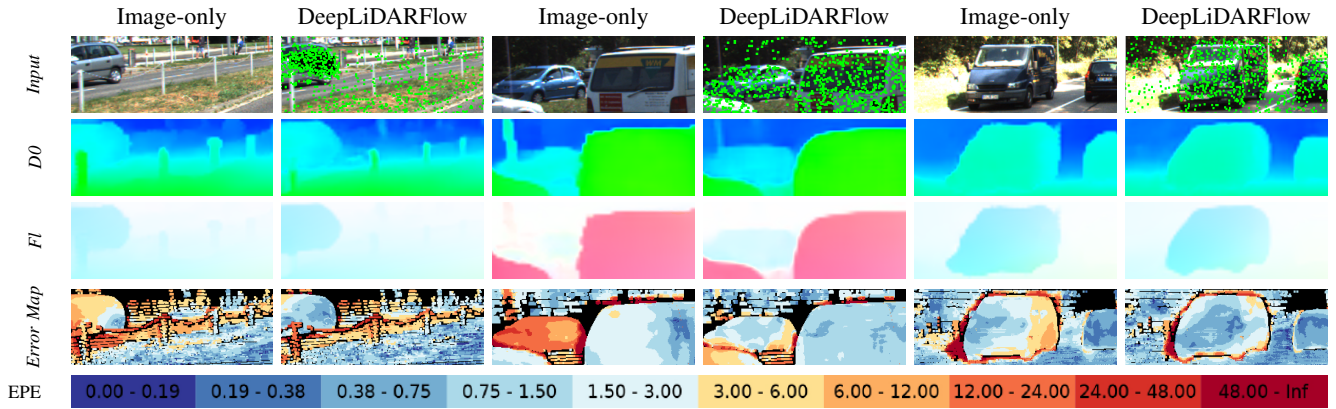 Image-only DeepLiDARFlow Image-only DeepLiDARFlow Image-only DeepLiDARFlow
Input
D0
Fl
Error Map
EPE 0.00 - 0.19 0.19 - 0.38 0.38 - 0.75 0.75 - 1.50 1.50 - 3.00 3.00 - 6.00 6.00 - 12.00 12.00 - 24.00 24.00 - 48.00 48.00 - Inf